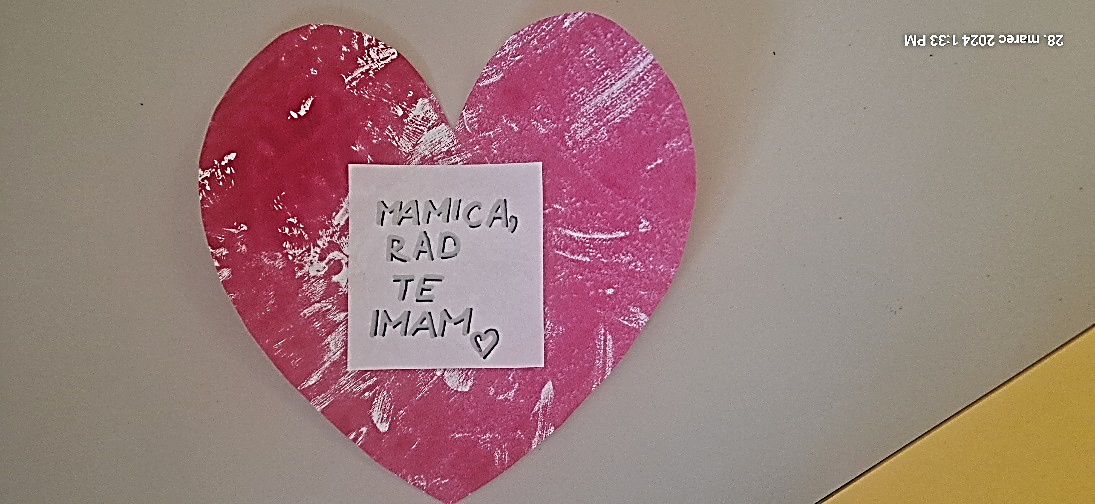 MAMICA,
RAD
TE
IMAM
28. marec 2024 1:33 PM